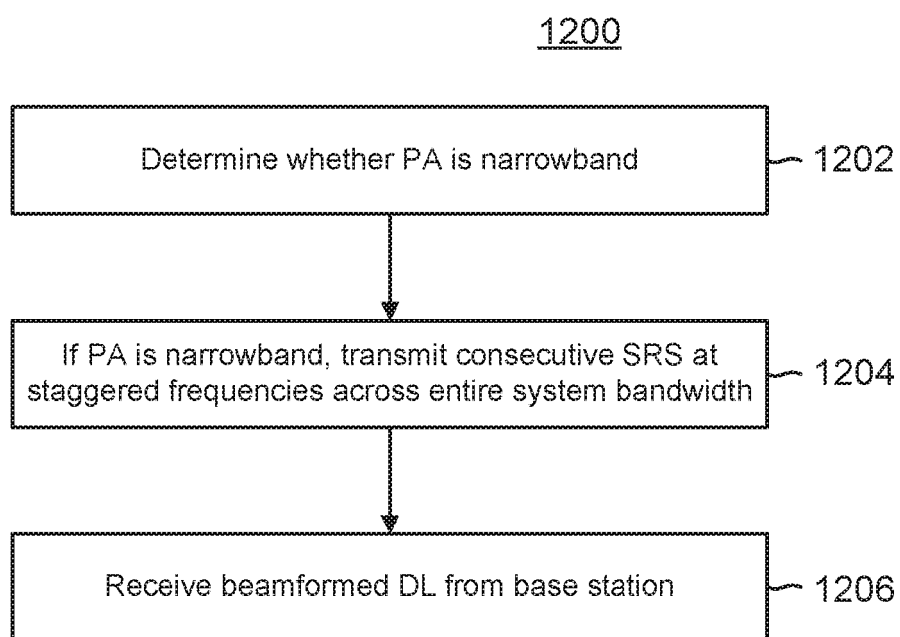 1200
Determine whether PA is narrowband
1202
If PA is narrowband, transmit consecutive SRS at
staggered frequencies across entire system bandwidth
1204
Receive beamformed DL from base station
1206